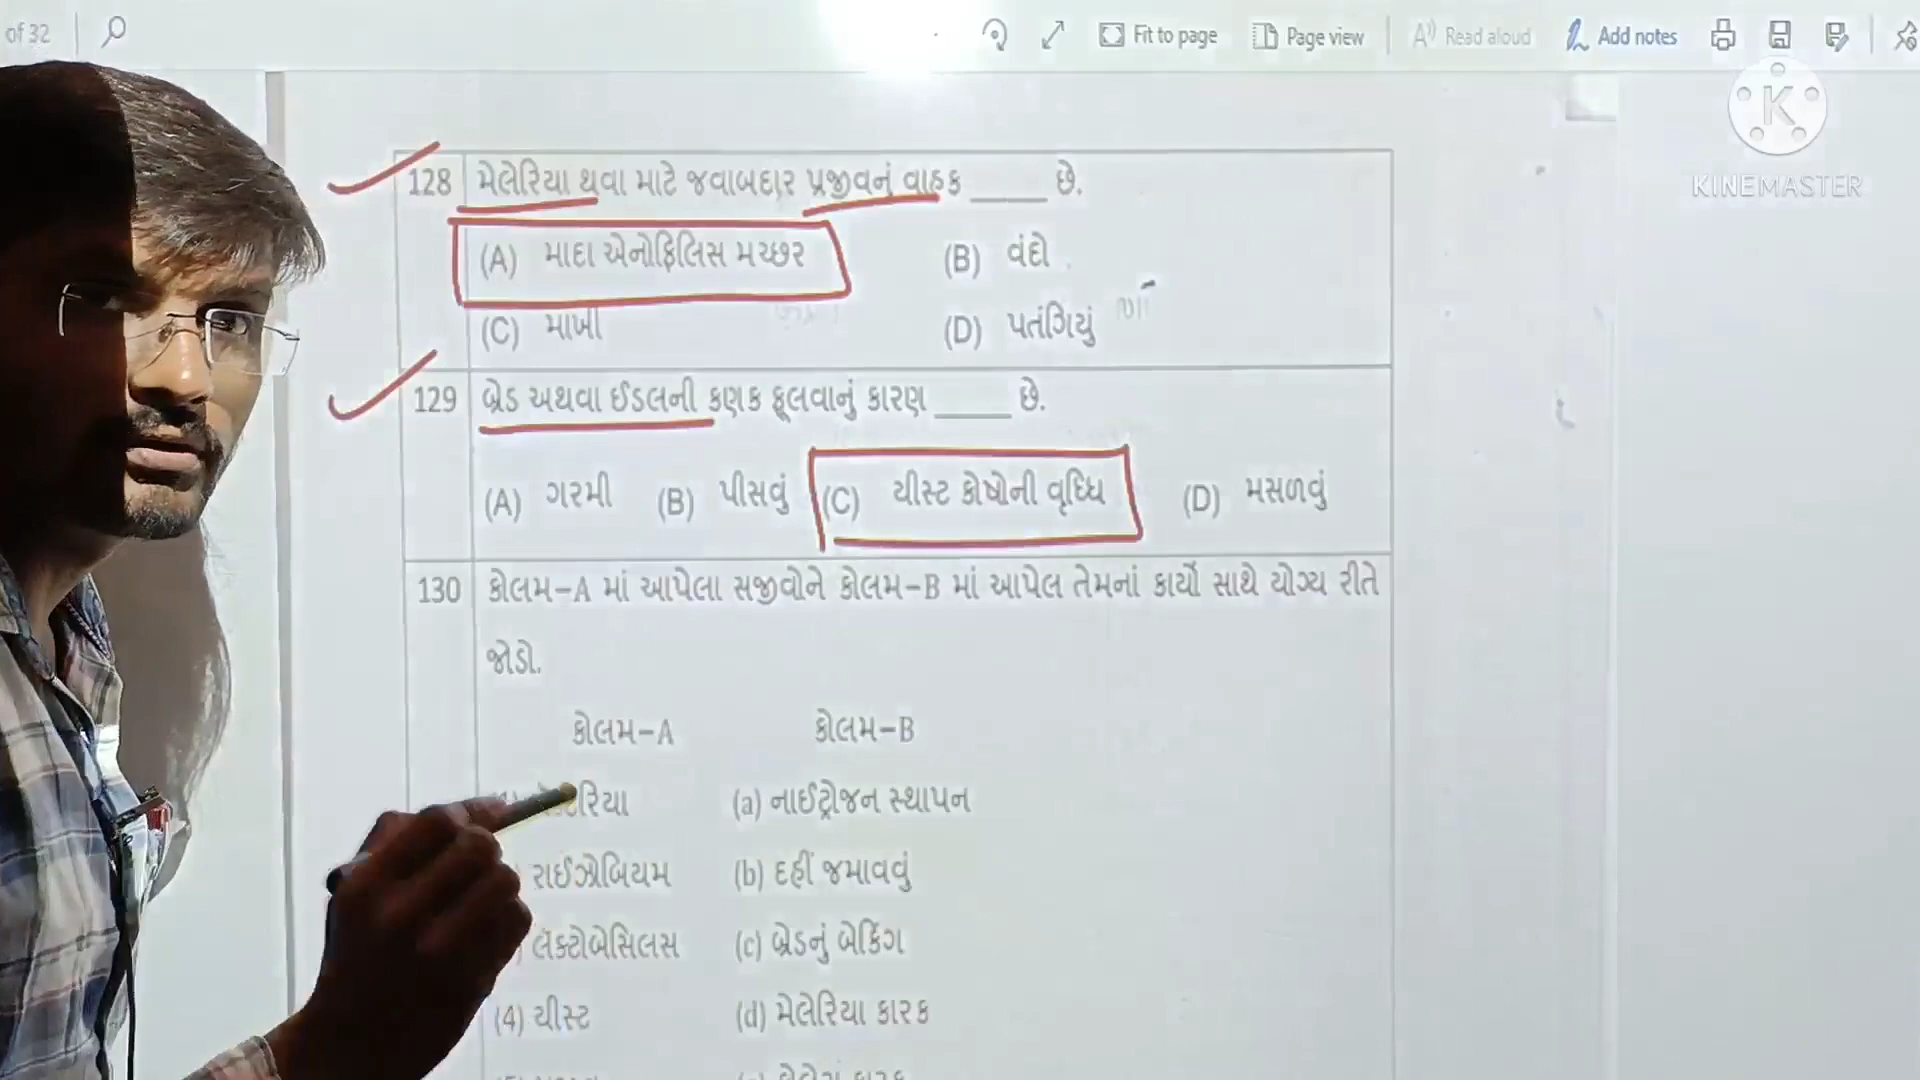 of 32
Fit to page
Page view
Read aloud
Add notes
K
KINEMASTER
128 મેલેરિયા થવા માટે જવાબદાર પ્રજીવનું વાહક _____ છે.
(A) માદા એનોફિલિસ મચ્છર (B) વંદો
(C) માખી (D) પતંગિયું
129 બ્રેડ અથવા ઈડલની કણક ફૂલવાનું કારણ _____ છે.
(A) ગરમી (B) પીસવું (C) યીસ્ટ કોષોની વૃધ્ધિ (D) મસળવું
130 કોલમ-A માં આપેલા સજીવોને કોલમ-B માં આપેલ તેમનાં કાર્યો સાથે યોગ્ય રીતે
જોડો.
કોલમ-A કોલમ-B
(a) નાઈટ્રોજન સ્થાપન
રાઈઝોબિયમ (b) દહીં જમાવવું
લૅક્ટોબેસિલસ (c) બ્રેડનું બેકિંગ
(4) યીસ્ટ (d) મેલેરિયા કારક